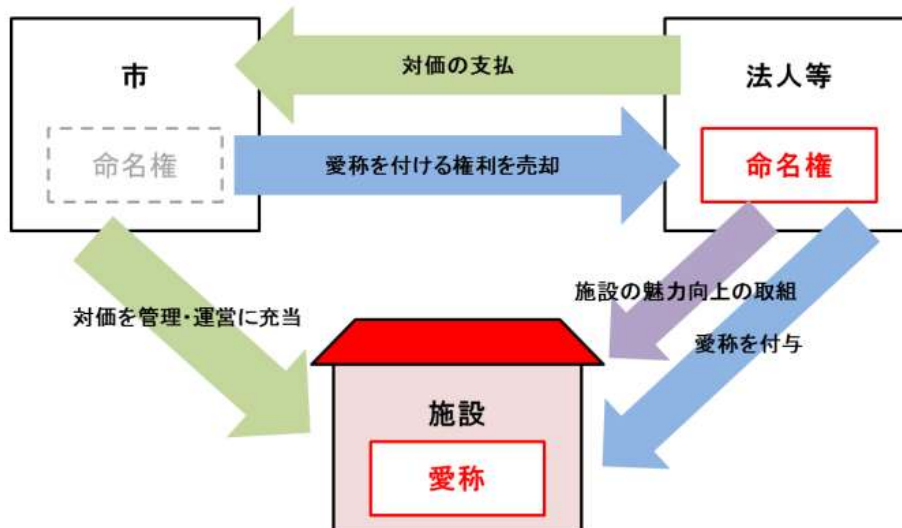 市
対価の支払
法人等
命名権
愛称を付ける権利を売却
命名権
施設の魅力向上の取組
対価を管理・運営に充当
愛称を付与
施設
愛称